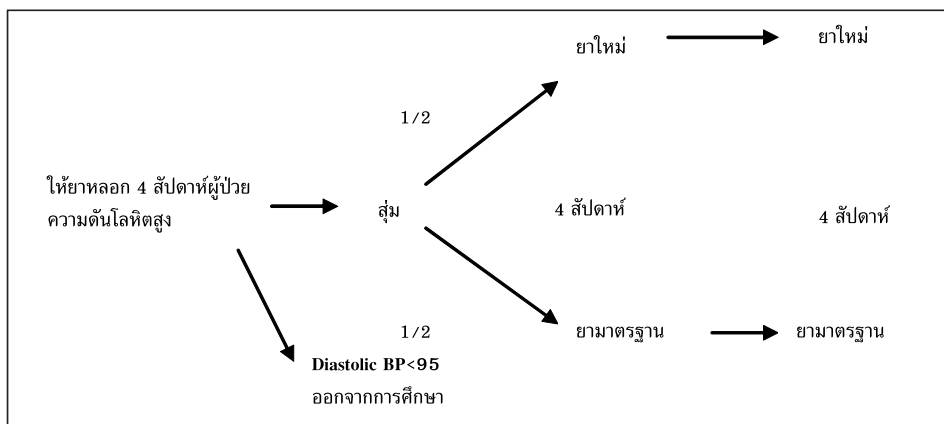 ยาใหม่
ยาใหม่
1/2
ให้ยาหลอก 4 สัปดาห์ผู้ป่วย
ความดันโลหิตสูง
สุ่ม
4 สัปดาห์
4 สัปดาห์
1/2
ยามาตรฐาน
ยามาตรฐาน
Diastolic BP<95
ออกจากการศึกษา